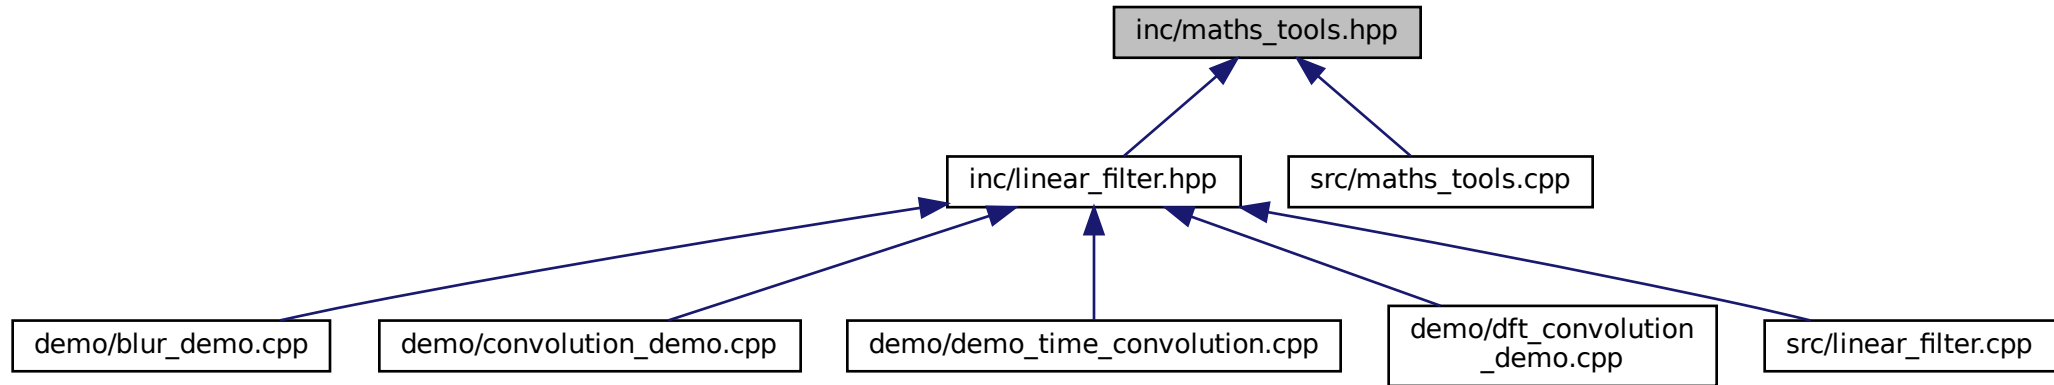 inc/maths_tools.hpp
inc/linear_filter.hpp
src/maths_tools.cpp
demo/blur_demo.cpp
demo/convolution_demo.cpp
demo/demo_time_convolution.cpp
demo/dft_convolution
_demo.cpp
src/linear_filter.cpp